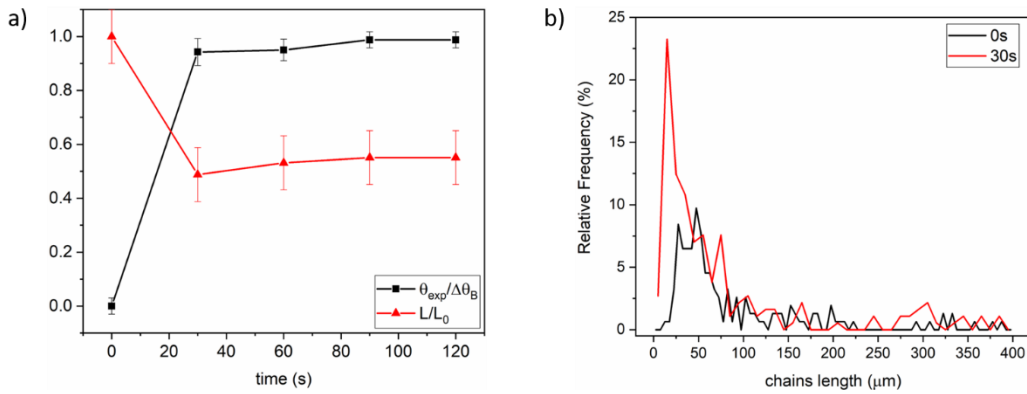 a)
1.0
0.8
0.6
0.4
0.2
0.0
θexp/ΔθB
L/L0
0 20 40 60 80 100 120
time (s)
b)
Relative Frequency (%)
25
20
15
10
5
0
0s
30s
0 50 100 150 200 250 300 350 400
chains length (μm)